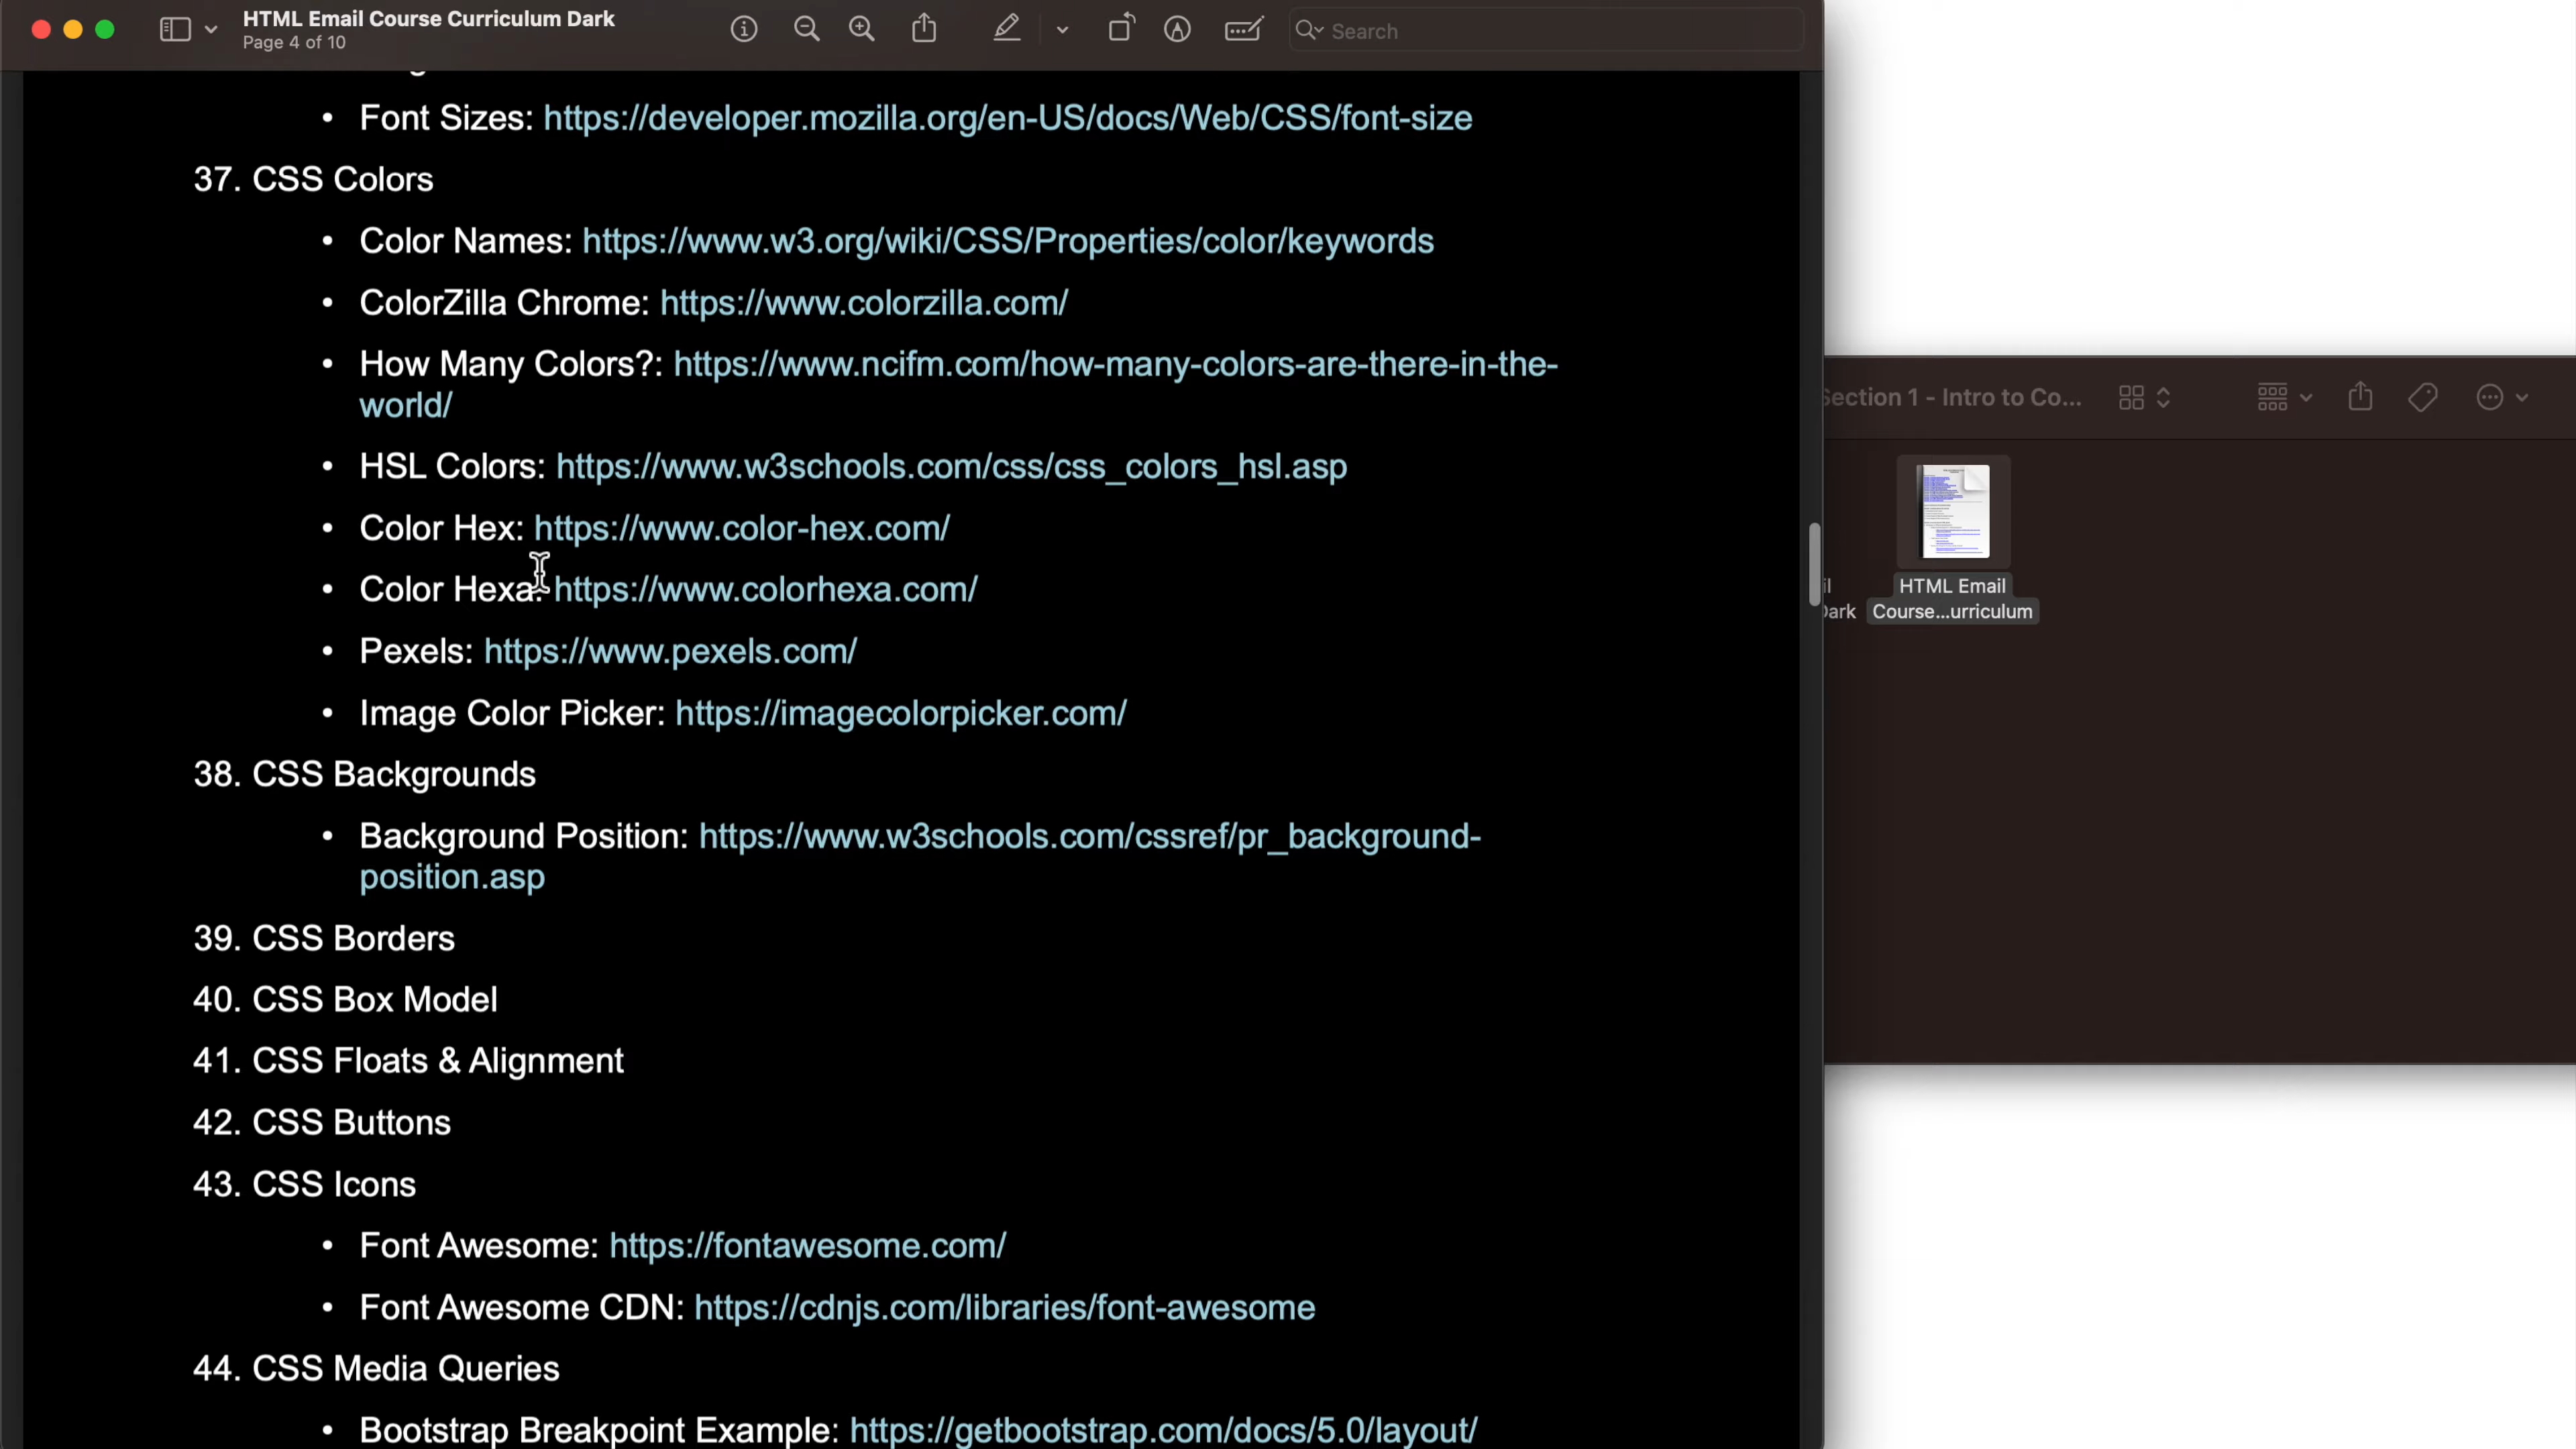 HTML Email Course Curriculum Dark
Page 4 of 10
Search
• Font Sizes: https://developer.mozilla.org/en-US/docs/Web/CSS/font-size
37. CSS Colors
• Color Names: https://www.w3.org/wiki/CSS/Properties/color/keywords
• ColorZilla Chrome: https://www.colorzilla.com/
• How Many Colors?: https://www.ncifm.com/how-many-colors-are-there-in-the-
world/
• HSL Colors: https://www.w3schools.com/css/css_colors_hsl.asp
• Color Hex: https://www.color-hex.com/
• Color Hexa: https://www.colorhexa.com/
• Pexels: https://www.pexels.com/
• Image Color Picker: https://imagecolorpicker.com/
38. CSS Backgrounds
• Background Position: https://www.w3schools.com/cssref/pr_background-
position.asp
39. CSS Borders
40. CSS Box Model
41. CSS Floats & Alignment
42. CSS Buttons
43. CSS Icons
• Font Awesome: https://fontawesome.com/
• Font Awesome CDN: https://cdnjs.com/libraries/font-awesome
44. CSS Media Queries
• Bootstrap Breakpoint Example: https://getbootstrap.com/docs/5.0/layout/
Section 1 - Intro to Co...
HTML Email
Course...urriculum